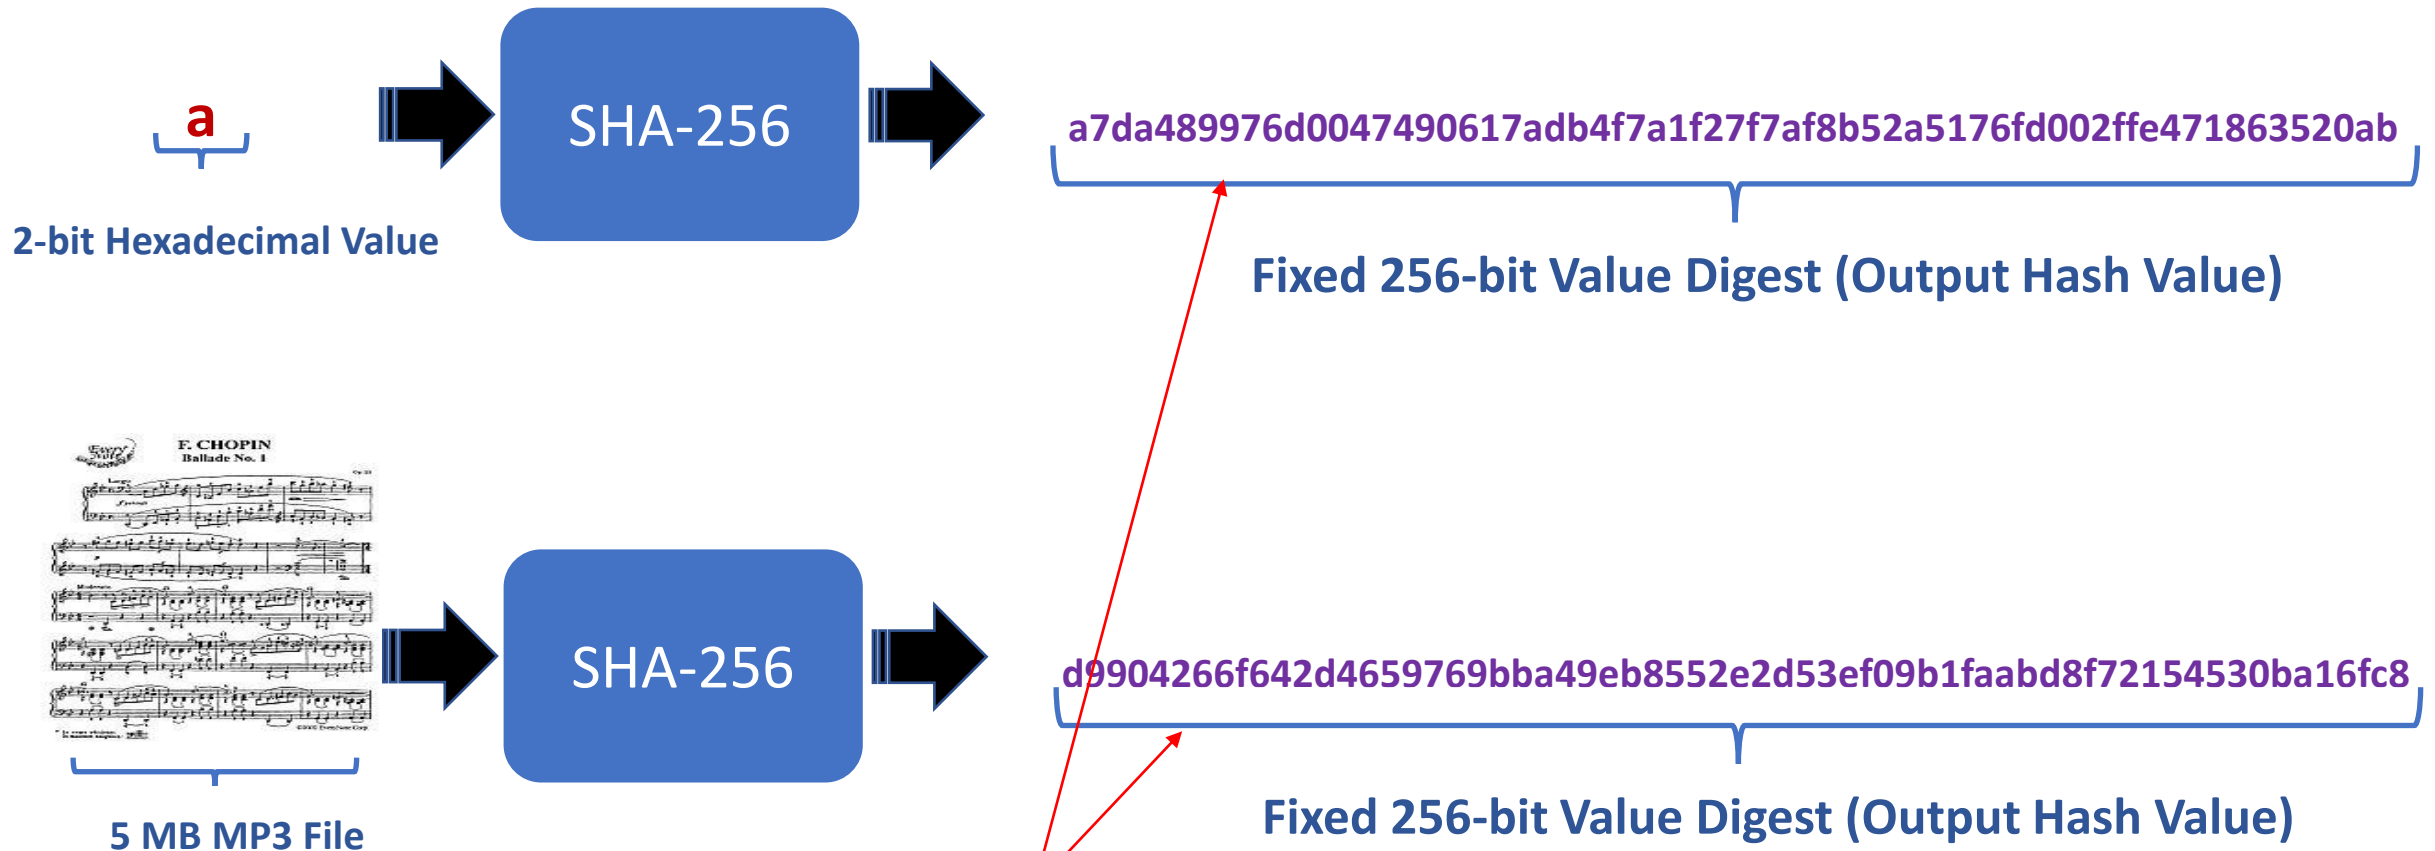 a
SHA-256
a7da489976d0047490617adb4f7a1f27f7af8b52a5176fd002ffe471863520ab
2-bit Hexadecimal Value
Fixed 256-bit Value Digest (Output Hash Value)
F. CHOPIN
Ballade No. 1
Largo
SHA-256
d9904266f642d4659769bba49eb8552e2d53ef09b1faabd8f72154530ba16fc8
5 MB MP3 File
Fixed 256-bit Value Digest (Output Hash Value)